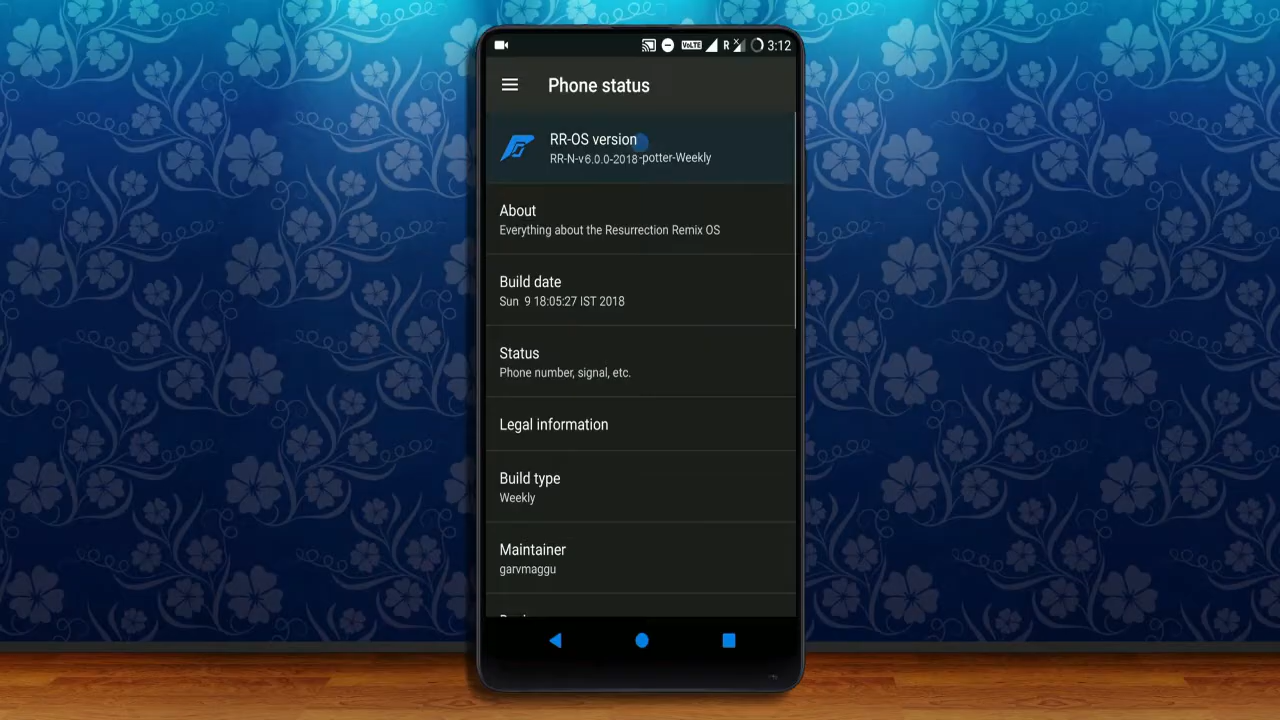 VoLTE R 3:12
Phone status
RR-OS version
RR-N-v6.0.0-2018-potter-Weekly
About
Everything about the Resurrection Remix OS
Build date
Sun 9 18:05:27 IST 2018
Status
Phone number, signal, etc.
Legal information
Build type
Weekly
Maintainer
garvmaggu